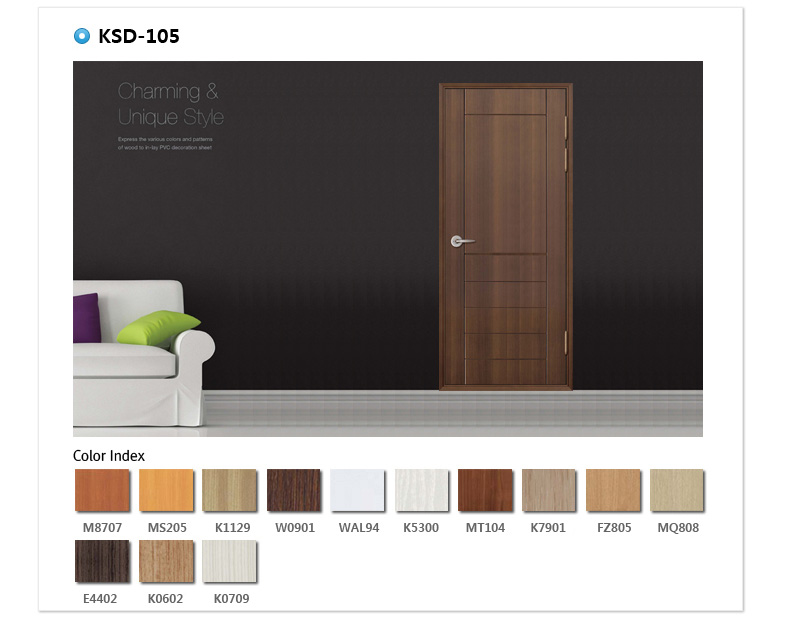 KSD-105
Charming &
Unique Style
Express the various colors and patterns
of wood to in-lay PVC decoration sheet
Color Index
M8707 MS205 K1129 W0901 WAL94 K5300 MT104 K7901 FZ805 MQ808
E4402 K0602 K0709